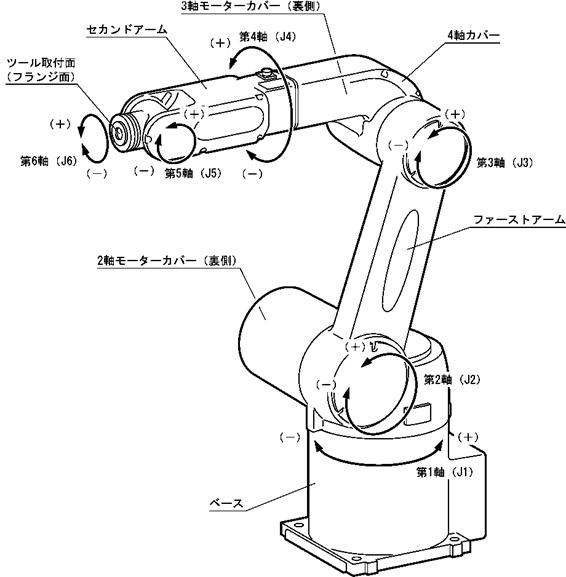 3軸モーターカバー（裏側）
セカンドアーム
（＋）
第4軸（J4）
4軸カバー
ツール取付面
（フランジ面）
（＋）
（＋）
（＋）
（－）
第6軸（J6）
（－）
（－）
第5軸（J5）
（－）
第3軸（J3）
（－）
ファーストアーム
2軸モーターカバー（裏側）
（＋）
（－）
第2軸（J2）
（－）
（＋）
第1軸（J1）
ベース